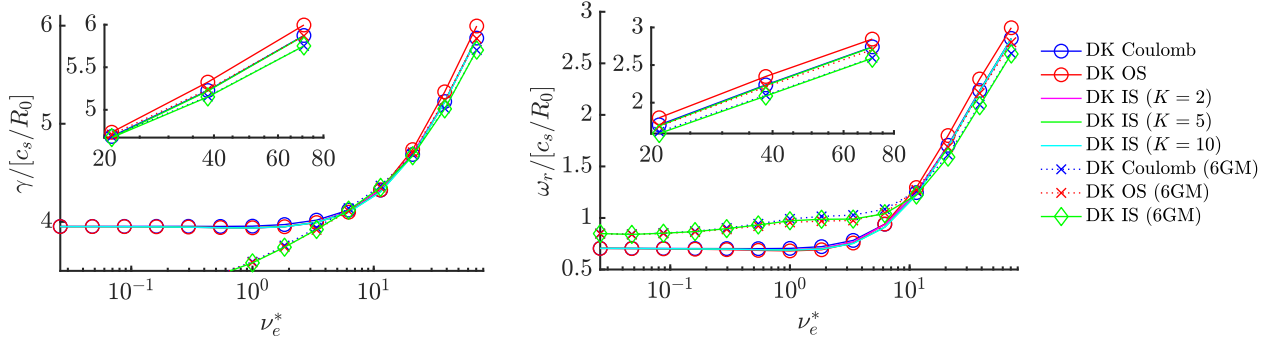 γ/[c_s/R_0]
6
5
4
6
5.5
5
20 40 60 80
10^{-1} 10^0 10^1
ν_e^*
ω_r/[c_s/R_0]
3
2.5
2
1.5
1
0.5
3
2.5
2
20 40 60 80
10^{-1} 10^0 10^1
ν_e^*
DK Coulomb
DK OS
DK IS (K = 2)
DK IS (K = 5)
DK IS (K = 10)
DK Coulomb (6GM)
DK OS (6GM)
DK IS (6GM)